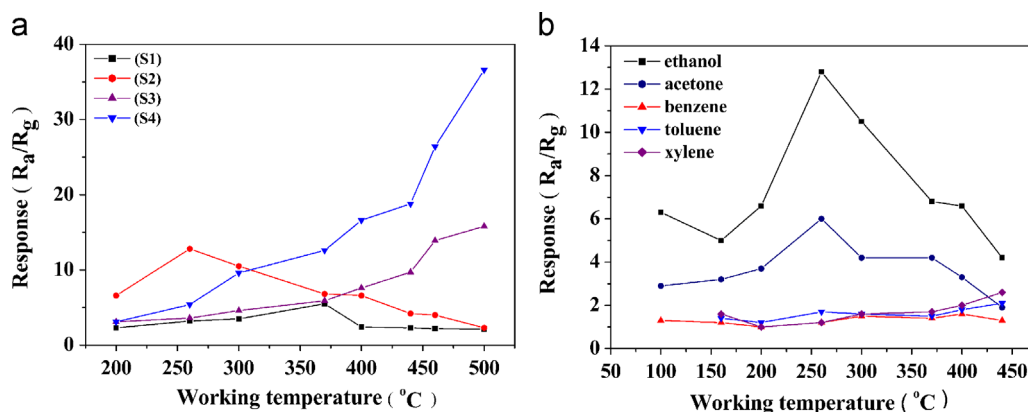 a
40
30
20
10
0
Response ( Ra/Rg )
(S1)
(S2)
(S3)
(S4)
200 250 300 350 400 450 500
Working temperature ( °C )
b
14
12
10
8
6
4
2
0
Response ( Ra/Rg )
ethanol
acetone
benzene
toluene
xylene
50 100 150 200 250 300 350 400 450
Working temperature ( °C )